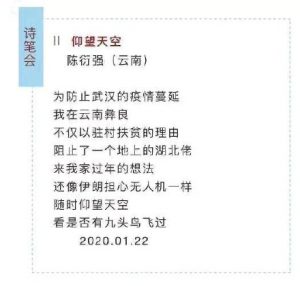 诗笔会
|| 仰望天空
陈衍强（云南）
为防止武汉的疫情蔓延
我在云南彝良
不仅以驻村扶贫的理由
阻止了一个地上的湖北佬
来我家过年的想法
还像伊朗担心无人机一样
随时仰望天空
看是否有九头鸟飞过
2020.01.22